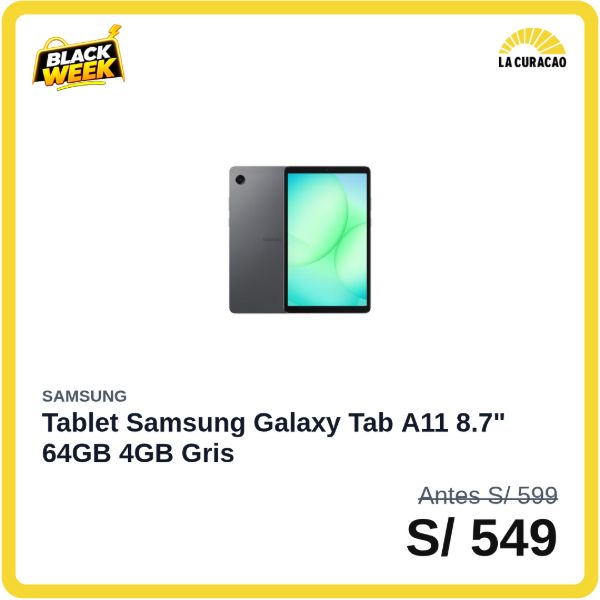 BLACK
WEEK
LA CURACAO
SAMSUNG
Tablet Samsung Galaxy Tab A11 8.7"
64GB 4GB Gris
Antes S/ 599
S/ 549